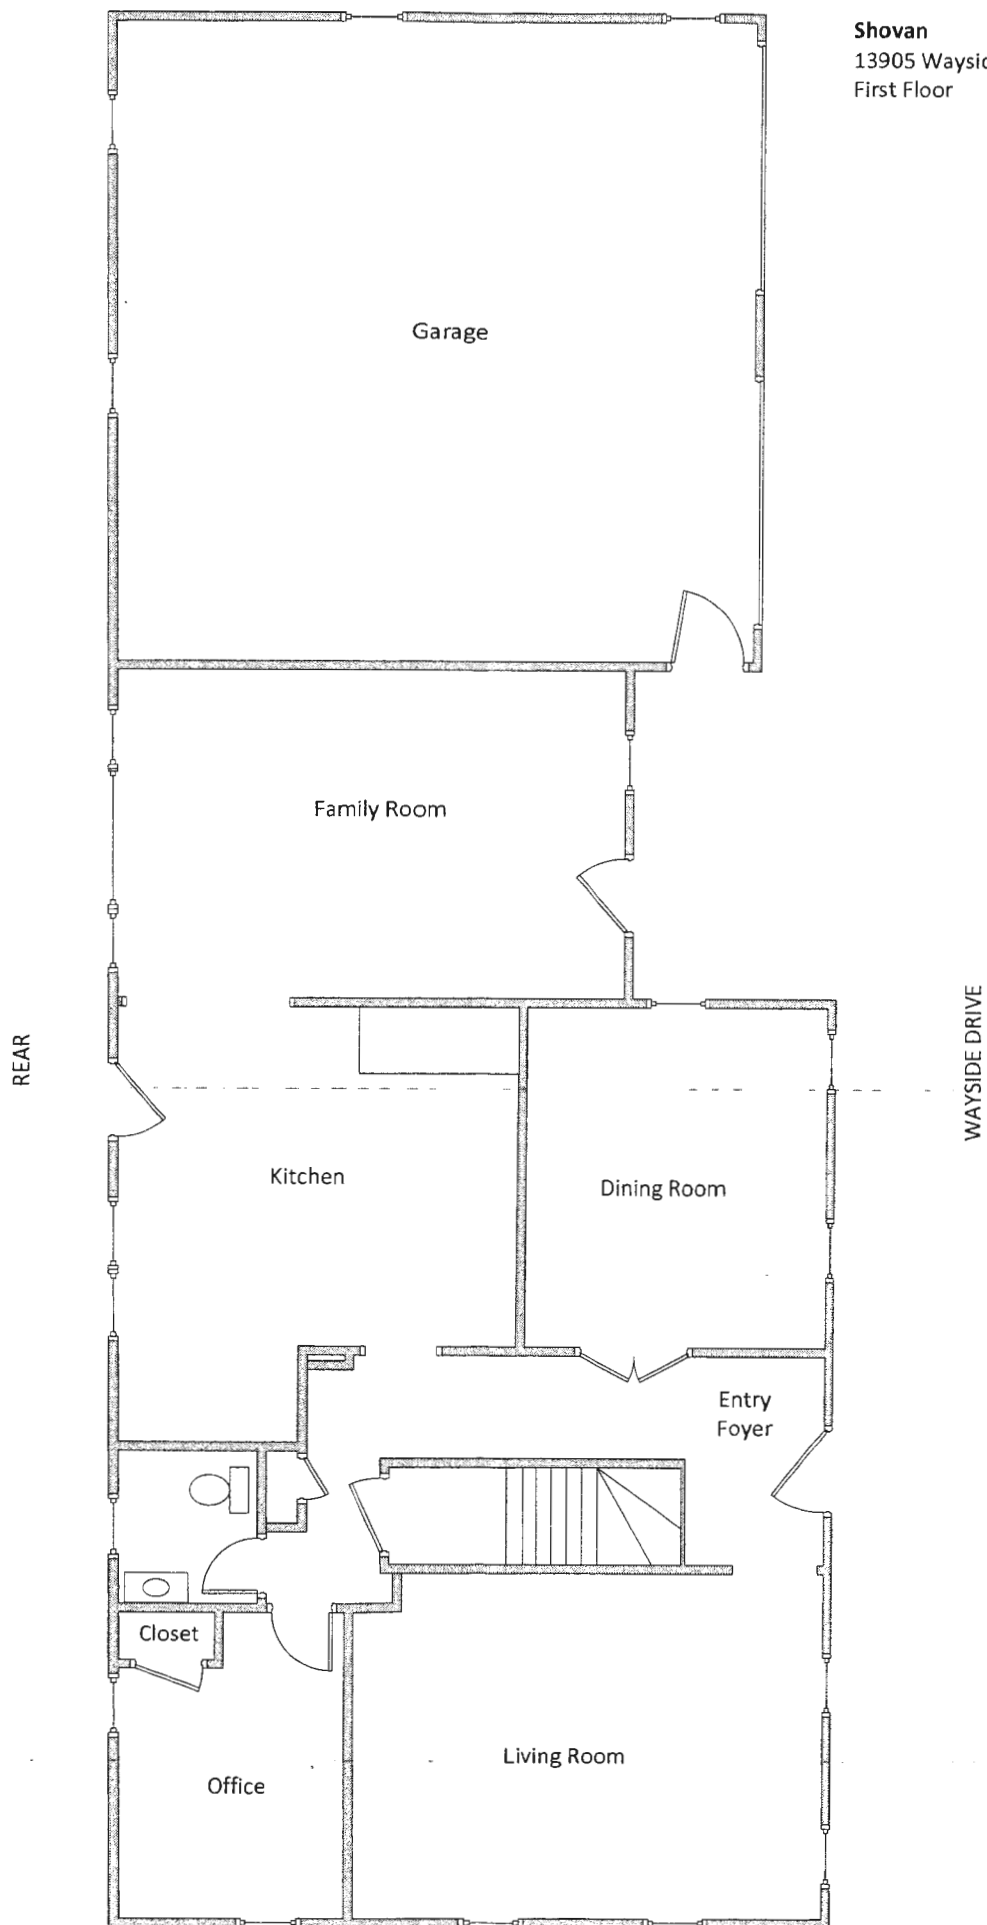 Shovan
13905 Waysid
First Floor
Garage
Family Room
REAR
WAYSIDE DRIVE
Kitchen
Dining Room
Entry
Foyer
Closet
Living Room
Office